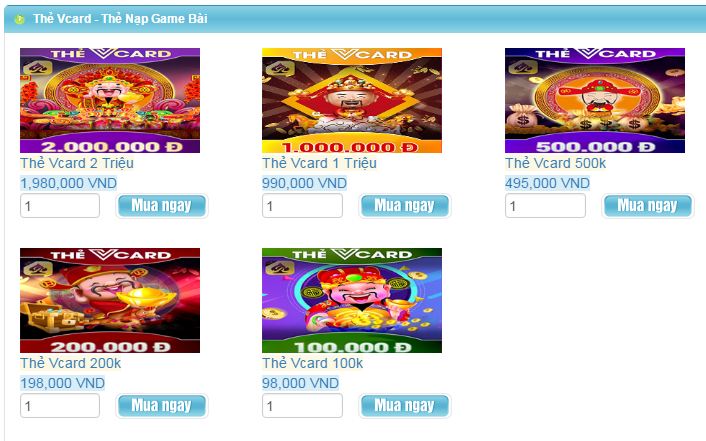 Thẻ Vcard - Thẻ Nạp Game Bài
THẺ VCARD
THẺ VCARD
THẺ VCARD
2.000.000 Đ
1.000.000 Đ
500.000 Đ
Thẻ Vcard 2 Triệu
Thẻ Vcard 1 Triệu
Thẻ Vcard 500k
1,980,000 VND
990,000 VND
495,000 VND
1
Mua ngay
1
Mua ngay
1
Mua ngay
THẺ VCARD
THẺ VCARD
200.000 Đ
100.000 Đ
Thẻ Vcard 200k
Thẻ Vcard 100k
198,000 VND
98,000 VND
1
Mua ngay
1
Mua ngay